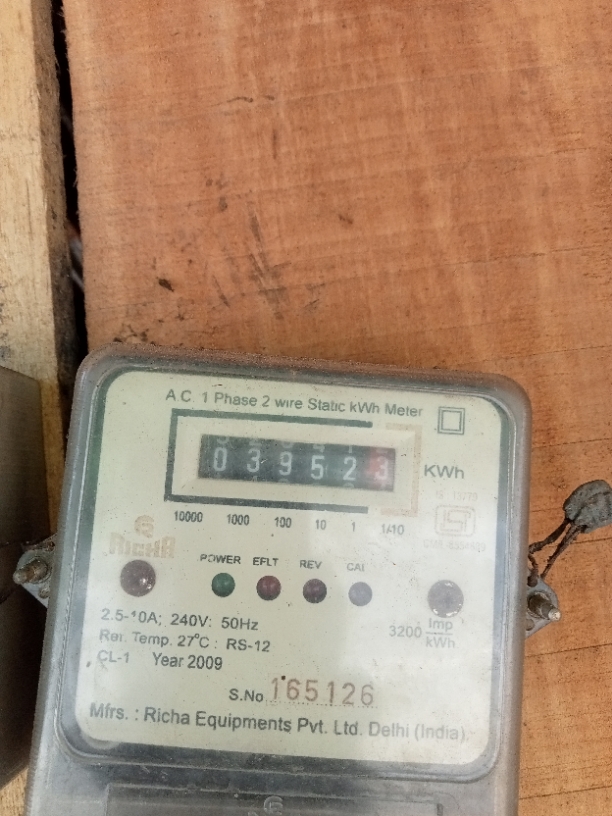 A.C. 1 Phase 2 wire Static kWh Meter
0 3 9 5 2 3
KWh
10000 1000 100 10 1 1/10
RICHA
POWER EFLT REV CAL
2.5-10A; 240V: 50Hz
3200 Imp/kWh
Ref. Temp. 27°C : RS-12
CL-1 Year 2009
S.No 165126
Mfrs. : Richa Equipments Pvt. Ltd. Delhi (India).